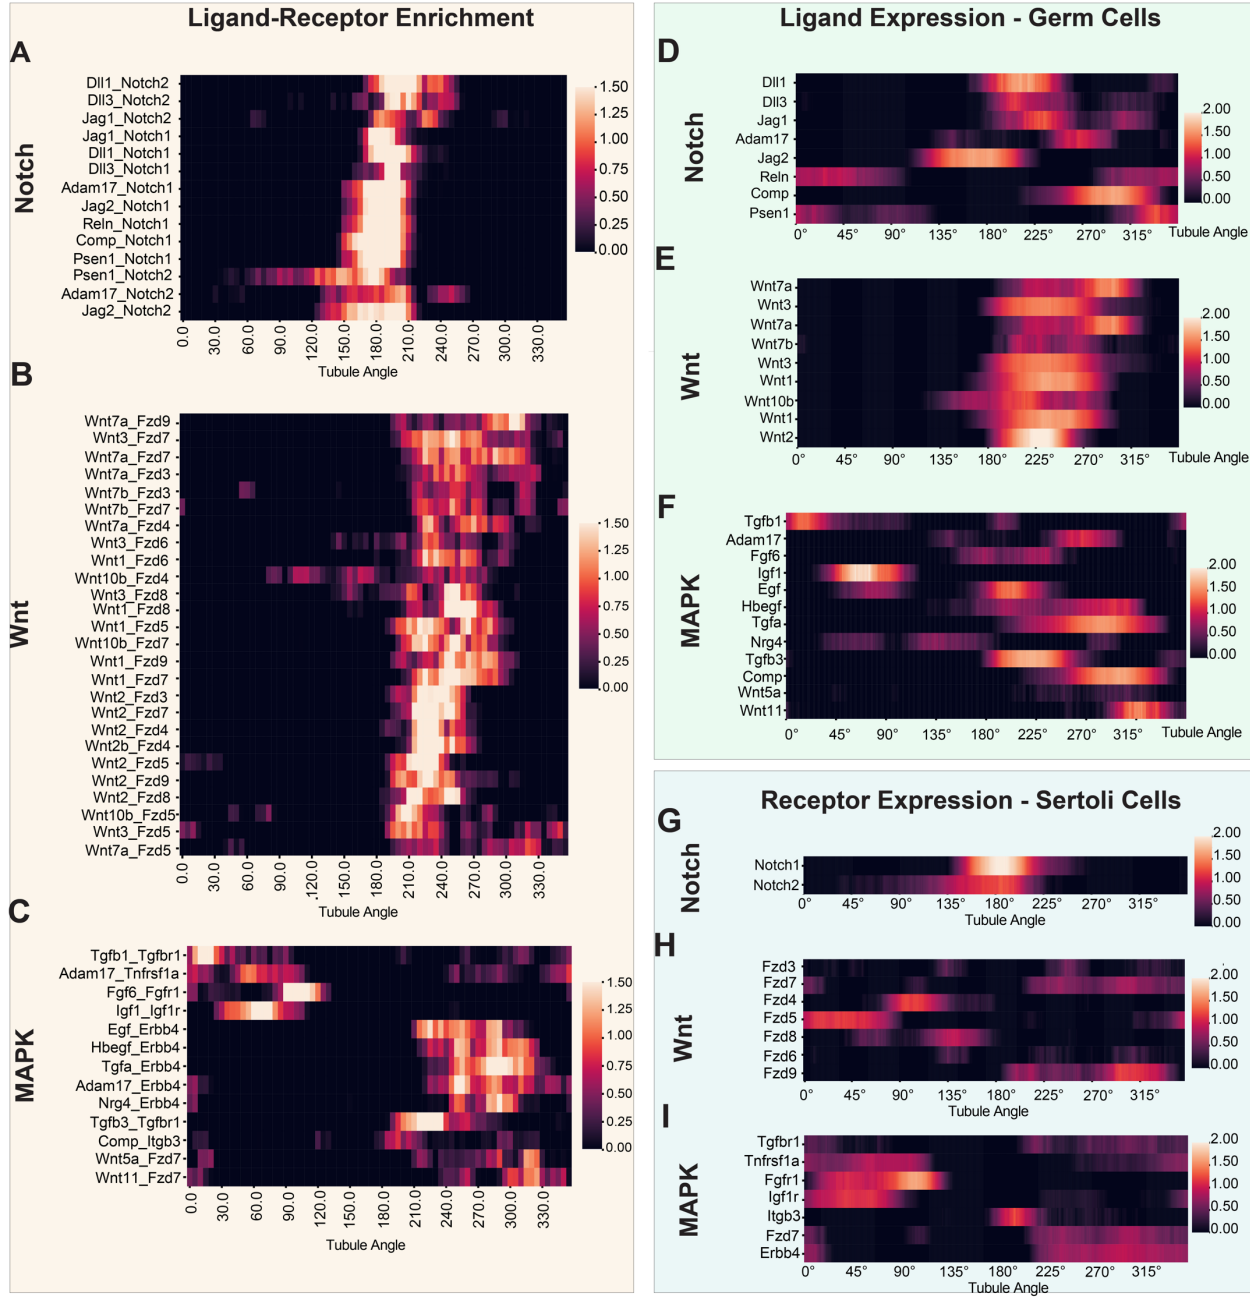 Ligand-Receptor Enrichment
A
Notch
Dll1_Notch2
Dll3_Notch2
Jag1_Notch2
Jag1_Notch1
Dll1_Notch1
Dll3_Notch1
Adam17_Notch1
Jag2_Notch1
Reln_Notch1
Comp_Notch1
Psen1_Notch1
Psen1_Notch2
Adam17_Notch2
Jag2_Notch2
1.50
1.25
1.00
0.75
0.50
0.25
0.00
0.0 30.0 60.0 90.0 120.0 150.0 180.0 210.0 240.0 270.0 300.0 330.0
Tubule Angle
B
Wnt
Wnt7a_Fzd9
Wnt3_Fzd7
Wnt7a_Fzd7
Wnt7a_Fzd3
Wnt7b_Fzd3
Wnt7b_Fzd7
Wnt7a_Fzd4
Wnt3_Fzd6
Wnt1_Fzd6
Wnt10b_Fzd4
Wnt3_Fzd8
Wnt1_Fzd8
Wnt1_Fzd5
Wnt10b_Fzd7
Wnt1_Fzd9
Wnt1_Fzd7
Wnt2_Fzd3
Wnt2_Fzd7
Wnt2_Fzd4
Wnt2b_Fzd4
Wnt2_Fzd5
Wnt2_Fzd9
Wnt2_Fzd8
Wnt10b_Fzd5
Wnt3_Fzd5
Wnt7a_Fzd5
1.50
1.25
1.00
0.75
0.50
0.25
0.00
0.0 30.0 60.0 90.0 .120.0 150.0 180.0 210.0 240.0 270.0 300.0 330.0
Tubule Angle
C
MAPK
Tgfb1_Tgfbr1
Adam17_Tnfrsf1a
Fgf6_Fgfr1
Igf1_Igf1r
Egf_Erbb4
Hbegf_Erbb4
Tgfa_Erbb4
Adam17_Erbb4
Nrg4_Erbb4
Tgfb3_Tgfbr1
Comp_Itgb3
Wnt5a_Fzd7
Wnt11_Fzd7
1.50
1.25
1.00
0.75
0.50
0.25
0.00
0.0 30.0 60.0 90.0 120.0 150.0 180.0 210.0 240.0 270.0 300.0 330.0
Tubule Angle
Ligand Expression - Germ Cells
D
Notch
Dll1
Dll3
Jag1
Adam17
Jag2
Reln
Comp
Psen1
2.00
1.50
1.00
0.50
0.00
0° 45° 90° 135° 180° 225° 270° 315° Tubule Angle
E
Wnt
Wnt7a
Wnt3
Wnt7a
Wnt7b
Wnt3
Wnt1
Wnt10b
Wnt1
Wnt2
2.00
1.50
1.00
0.50
0.00
0° 45° 90° 135° 180° 225° 270° 315° Tubule Angle
F
MAPK
Tgfb1
Adam17
Fgf6
Igf1
Egf
Hbegf
Tgfa
Nrg4
Tgfb3
Comp
Wnt5a
Wnt11
2.00
1.50
1.00
0.50
0.00
0° 45° 90° 135° 180° 225° 270° 315° Tubule Angle
Receptor Expression - Sertoli Cells
G
Notch
Notch1
Notch2
2.00
1.50
1.00
0.50
0.00
0° 45° 90° 135° 180° 225° 270° 315°
Tubule Angle
H
Wnt
Fzd3
Fzd7
Fzd4
Fzd5
Fzd8
Fzd6
Fzd9
2.00
1.50
1.00
0.50
0.00
0° 45° 90° 135° 180° 225° 270° 315°
Tubule Angle
I
MAPK
Tgfbr1
Tnfrsf1a
Fgfr1
Igf1r
Itgb3
Fzd7
Erbb4
2.00
1.50
1.00
0.50
0.00
0° 45° 90° 135° 180° 225° 270° 315°
Tubule Angle